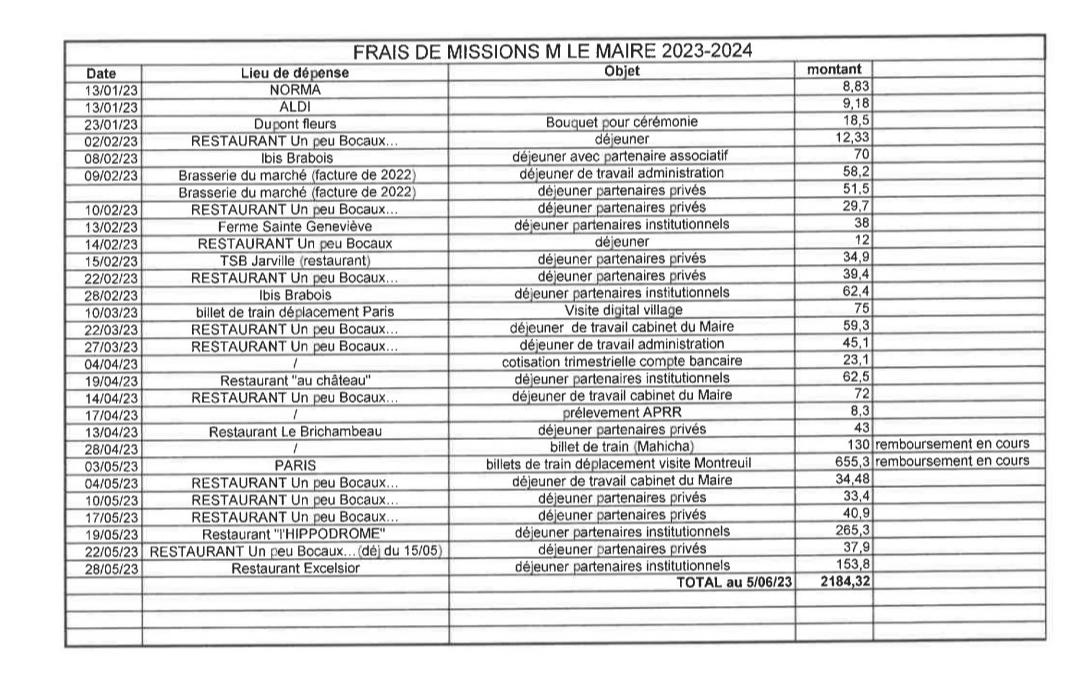 FRAIS DE MISSIONS M LE MAIRE 2023-2024
Date Lieu de dépense Objet montant
13/01/23 NORMA 8,83
13/01/23 ALDI 9,18
23/01/23 Dupont fleurs Bouquet pour cérémonie 18,5
02/02/23 RESTAURANT Un peu Bocaux... déjeuner 12,33
08/02/23 Ibis Brabois déjeuner avec partenaire associatif 70
09/02/23 Brasserie du marché (facture de 2022) déjeuner de travail administration 58,2
Brasserie du marché (facture de 2022) déjeuner partenaires privés 51,5
10/02/23 RESTAURANT Un peu Bocaux... déjeuner partenaires privés 29,7
13/02/23 Ferme Sainte Geneviève déjeuner partenaires institutionnels 38
14/02/23 RESTAURANT Un peu Bocaux déjeuner 12
15/02/23 TSB Jarville (restaurant) déjeuner partenaires privés 34,9
22/02/23 RESTAURANT Un peu Bocaux... déjeuner partenaires privés 39,4
28/02/23 Ibis Brabois déjeuner partenaires institutionnels 62,4
10/03/23 billet de train déplacement Paris Visite digital village 75
22/03/23 RESTAURANT Un peu Bocaux... déjeuner de travail cabinet du Maire 59,3
27/03/23 RESTAURANT Un peu Bocaux... déjeuner de travail administration 45,1
04/04/23 / cotisation trimestrielle compte bancaire 23,1
19/04/23 Restaurant "au château" déjeuner partenaires institutionnels 62,5
14/04/23 RESTAURANT Un peu Bocaux... déjeuner de travail cabinet du Maire 72
17/04/23 / prélevement APRR 8,3
13/04/23 Restaurant Le Brichambeau déjeuner partenaires privés 43
28/04/23 / billet de train (Mahicha) 130 remboursement en cours
03/05/23 PARIS billets de train déplacement visite Montreuil 655,3 remboursement en cours
04/05/23 RESTAURANT Un peu Bocaux... déjeuner de travail cabinet du Maire 34,48
10/05/23 RESTAURANT Un peu Bocaux... déjeuner partenaires privés 33,4
17/05/23 RESTAURANT Un peu Bocaux... déjeuner partenaires privés 40,9
19/05/23 Restaurant "l'HIPPODROME" déjeuner partenaires institutionnels 265,3
22/05/23 RESTAURANT Un peu Bocaux...(déj du 15/05) déjeuner partenaires privés 37,9
28/05/23 Restaurant Excelsior déjeuner partenaires institutionnels 153,8
TOTAL au 5/06/23 2184,32